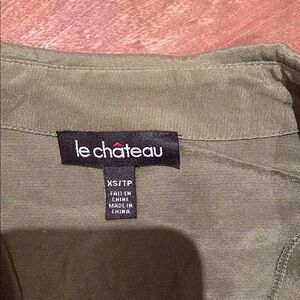 le château
XS/TP
FAIT EN
CHINE
MADE IN
CHINA